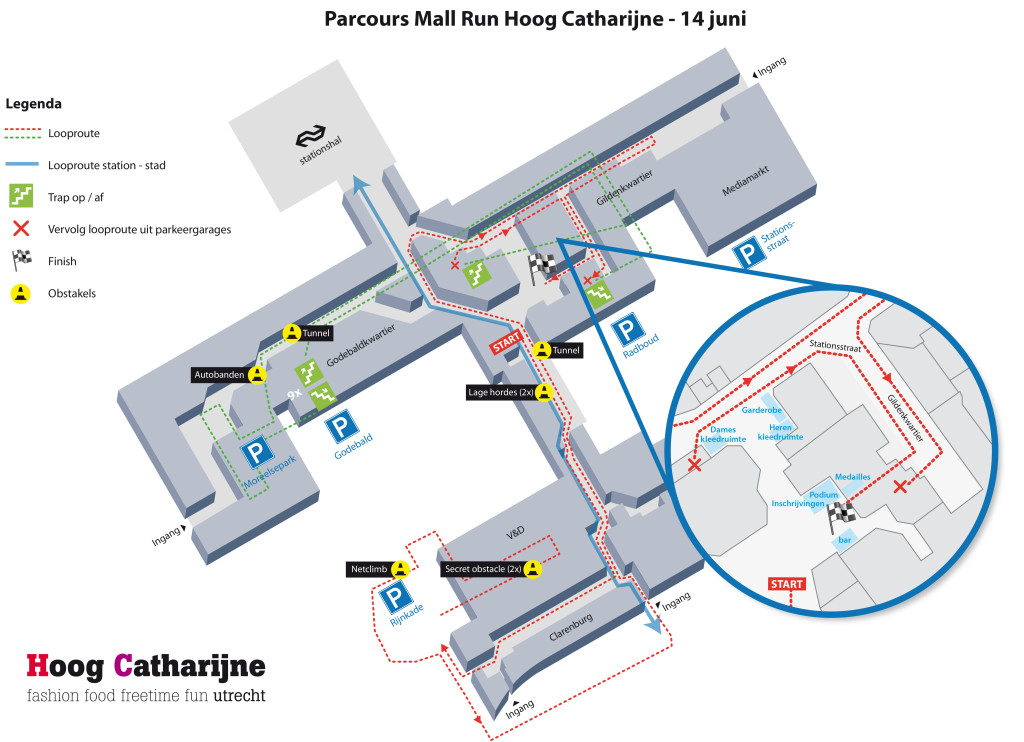 Parcours Mall Run Hoog Catharijne - 14 juni
Legenda
Looproute
Looproute station - stad
Trap op / af
Vervolg looproute uit parkeergarages
Finish
Obstakels
stationshal
Ingang
Gildenkwartier
Mediamarkt
P
Stations-
straat
P
Radboud
START
Tunnel
Lage hordes (2x)
Tunnel
Autobanden
Godebaldkwartier
9x
P
Godebald
P
Moreelsepark
Ingang
V&D
Netclimb
Secret obstacle (2x)
P
Rijnkade
Clarenburg
Ingang
Ingang
Stationsstraat
Gildenkwartier
Garderobe
Heren
kleedruimte
Dames
kleedruimte
Medailles
Podium
Inschrijvingen
bar
START
Hoog Catharijne
fashion food freetime fun utrecht